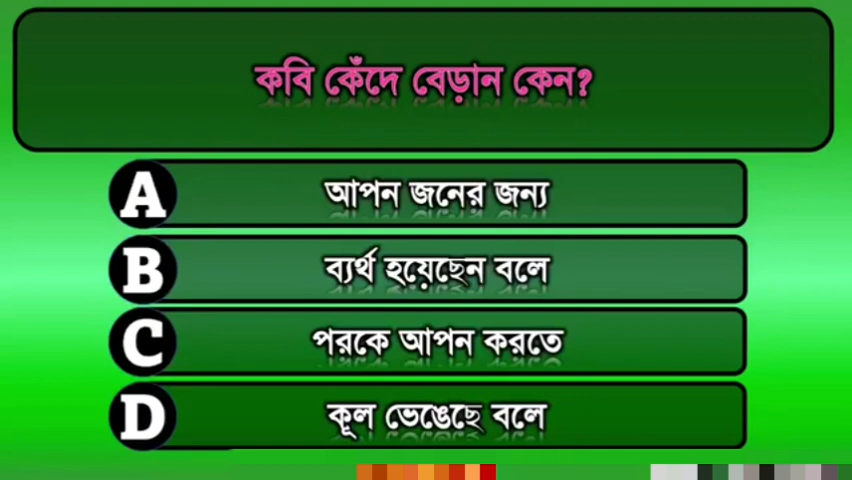 কবি কেঁদে বেড়ান কেন?
A আপন জনের জন্য
B ব্যর্থ হয়েছেন বলে
C পরকে আপন করতে
D কূল ভেঙেছে বলে